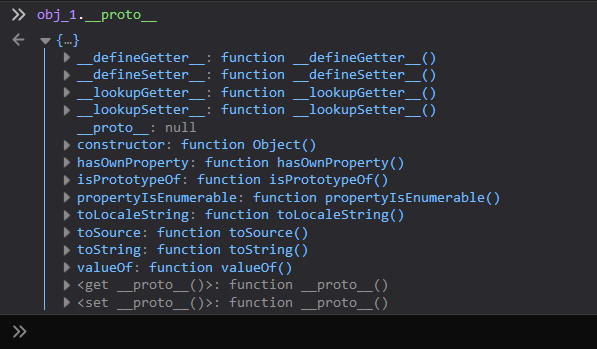 obj_1.__proto__
{…}
__defineGetter__: function __defineGetter__()
__defineSetter__: function __defineSetter__()
__lookupGetter__: function __lookupGetter__()
__lookupSetter__: function __lookupSetter__()
__proto__: null
constructor: function Object()
hasOwnProperty: function hasOwnProperty()
isPrototypeOf: function isPrototypeOf()
propertyIsEnumerable: function propertyIsEnumerable()
toLocaleString: function toLocaleString()
toSource: function toSource()
toString: function toString()
valueOf: function valueOf()
<get __proto__()>: function __proto__()
<set __proto__()>: function __proto__()